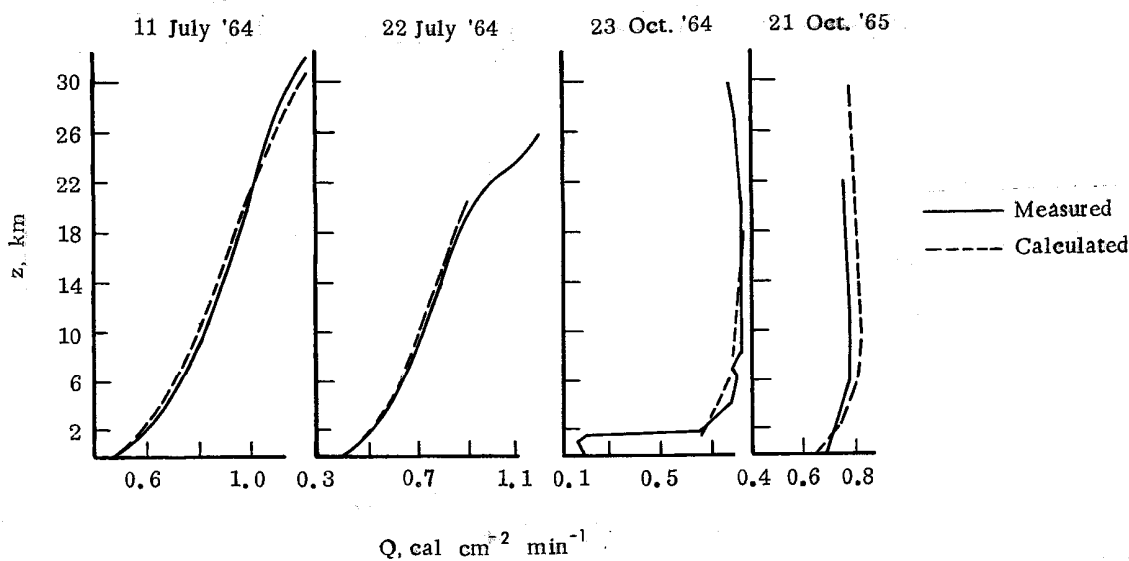 11 July '64
22 July '64
23 Oct. '64
21 Oct. '65
30
26
22
18
14
10
6
2
z, km
0.6
1.0
0.3
0.7
1.1
0.1
0.5
0.4
0.6
0.8
Measured
Calculated
Q, cal cm⁻² min⁻¹